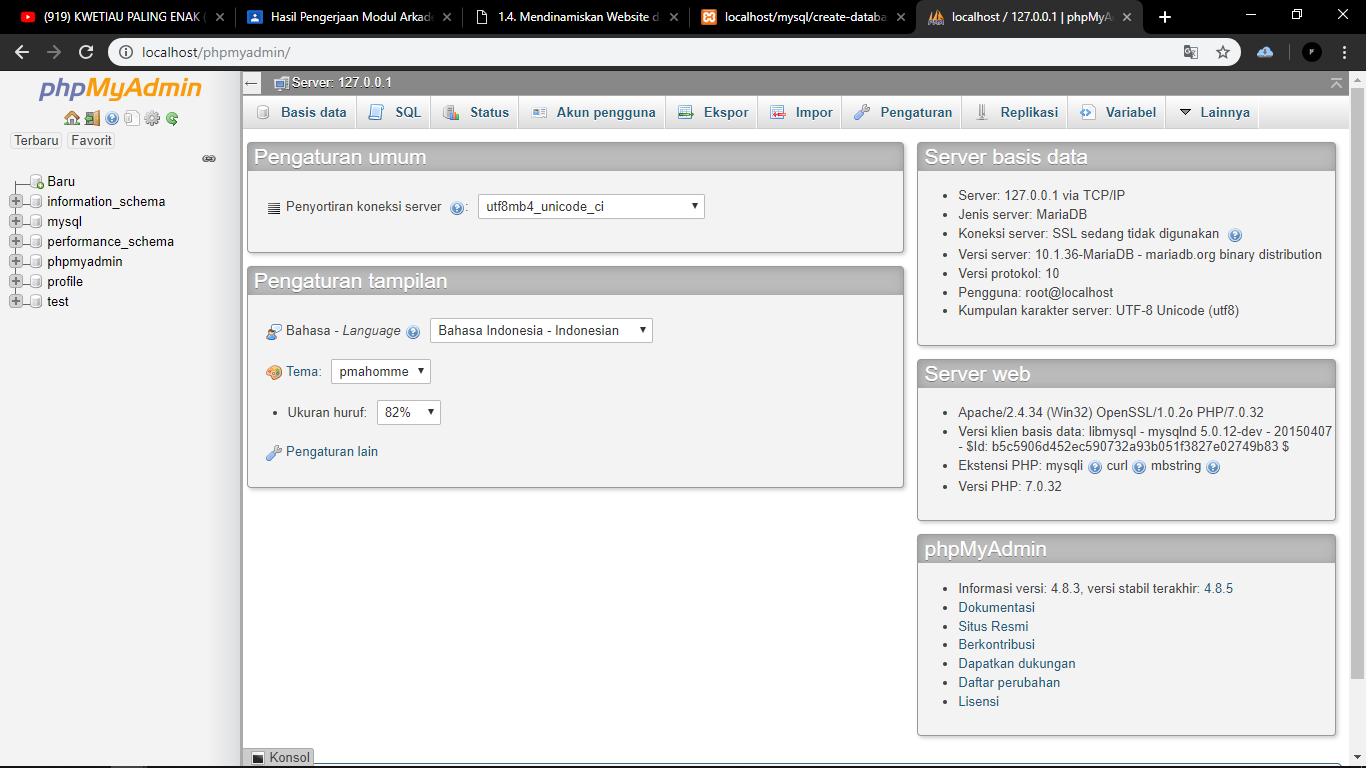 (919) KWETIAU PALING ENAK (
Hasil Pengerjaan Modul Arkade
1.4. Mendinamiskan Website d
localhost/mysql/create-databa
localhost / 127.0.0.1 | phpMyA
localhost/phpmyadmin/
phpMyAdmin
Terbaru Favorit
Baru
information_schema
mysql
performance_schema
phpmyadmin
profile
test
Server: 127.0.0.1
Basis data SQL Status Akun pengguna Ekspor Impor Pengaturan Replikasi Variabel Lainnya
Pengaturan umum
Penyortiran koneksi server : utf8mb4_unicode_ci
Pengaturan tampilan
Bahasa - Language Bahasa Indonesia - Indonesian
Tema: pmahomme
• Ukuran huruf: 82%
Pengaturan lain
Server basis data
• Server: 127.0.0.1 via TCP/IP
• Jenis server: MariaDB
• Koneksi server: SSL sedang tidak digunakan
• Versi server: 10.1.36-MariaDB - mariadb.org binary distribution
• Versi protokol: 10
• Pengguna: root@localhost
• Kumpulan karakter server: UTF-8 Unicode (utf8)
Server web
• Apache/2.4.34 (Win32) OpenSSL/1.0.2o PHP/7.0.32
• Versi klien basis data: libmysql - mysqlnd 5.0.12-dev - 20150407
- $Id: b5c5906d452ec590732a93b051f3827e02749b83 $
• Ekstensi PHP: mysqli curl mbstring
• Versi PHP: 7.0.32
phpMyAdmin
• Informasi versi: 4.8.3, versi stabil terakhir: 4.8.5
• Dokumentasi
• Situs Resmi
• Berkontribusi
• Dapatkan dukungan
• Daftar perubahan
• Lisensi
Konsol